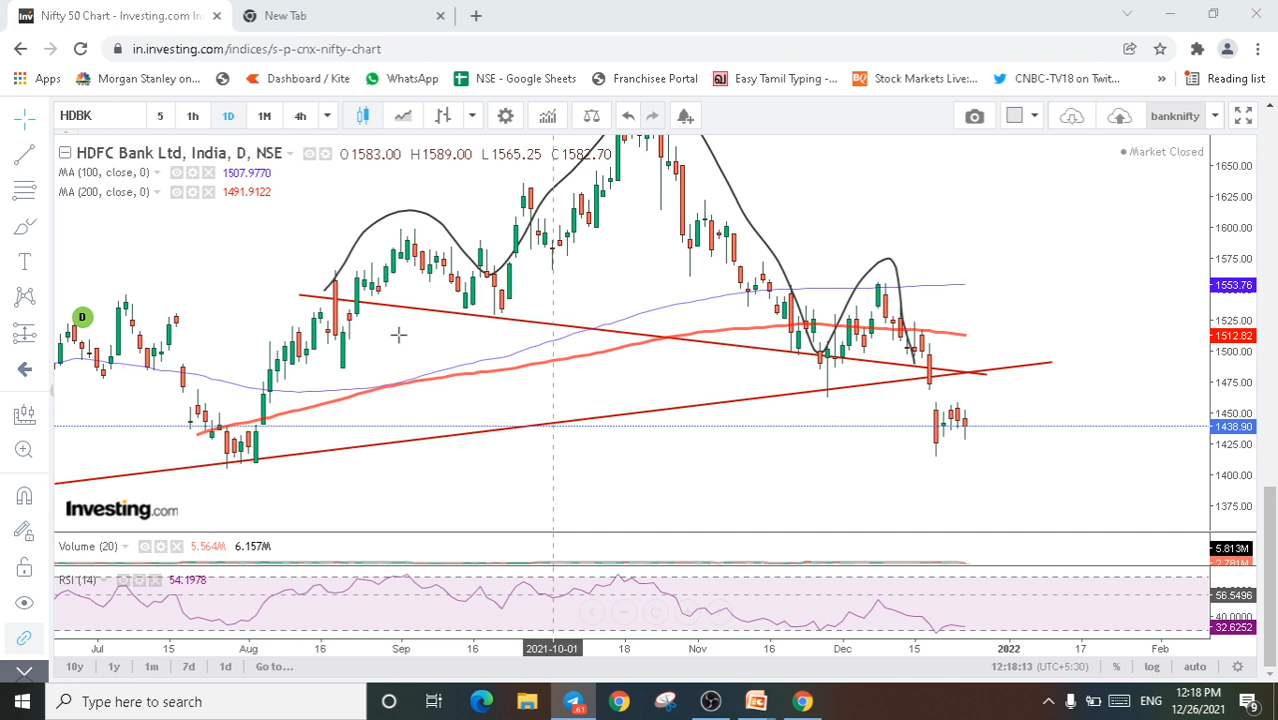 Nifty 50 Chart - Investing.com In
New Tab
in.investing.com/indices/s-p-cnx-nifty-chart
Apps
Morgan Stanley on...
Dashboard / Kite
WhatsApp
NSE - Google Sheets
Franchisee Portal
Easy Tamil Typing -...
BQ
Stock Markets Live:...
CNBC-TV18 on Twit...
»
Reading list
HDBK
5
1h
1D
1M
4h
banknifty
HDFC Bank Ltd, India, D, NSE
O 1583.00 H 1589.00 L 1565.25 C 1582.70
Market Closed
MA (100, close, 0)
1507.9770
MA (200, close, 0)
1491.9122
1650.00
1625.00
1600.00
1575.00
1553.76
1525.00
1512.82
1500.00
1475.00
1450.00
1438.90
1425.00
1400.00
1375.00
D
Investing.com
Volume (20)
5.564M
6.157M
5.813M
2.781M
RSI (14)
54.1978
56.5496
40.0000
32.6252
Jul
15
Aug
16
Sep
15
2021-10-01
18
Nov
16
Dec
15
2022
17
Feb
10y
1y
1m
7d
1d
Go to...
12:18:13 (UTC+5:30)
%
log
auto
Type here to search
61
12:18 PM
12/26/2021
9